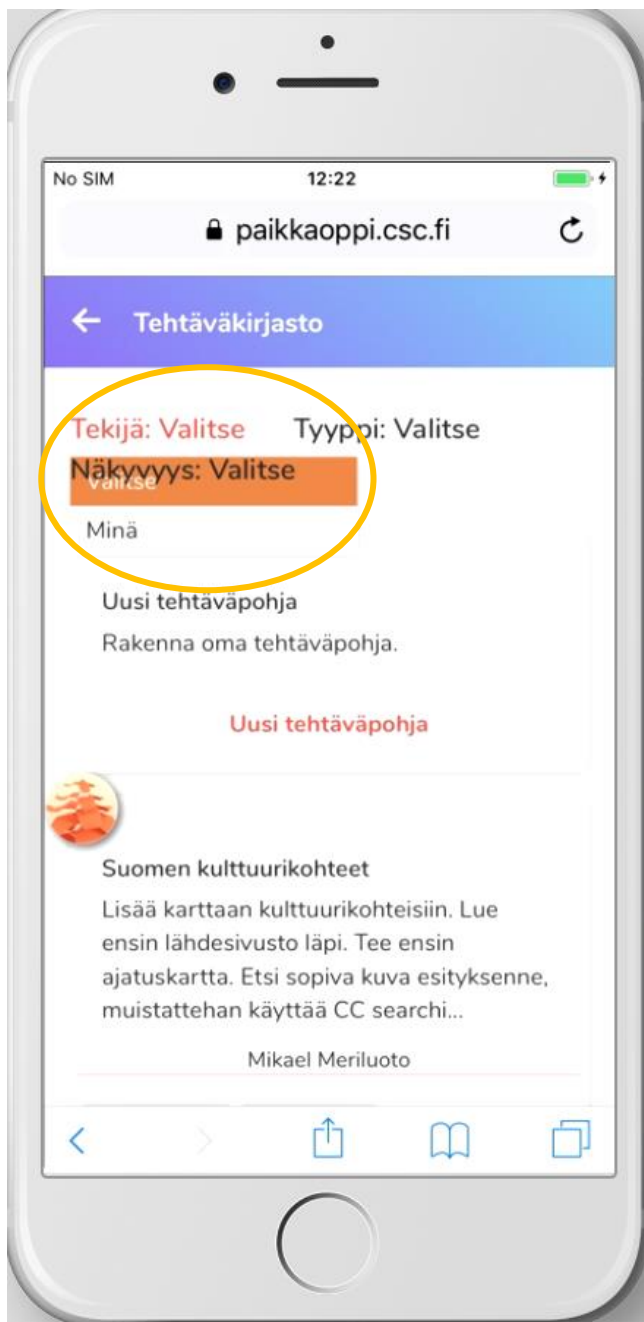 No SIM 12:22
paikkaoppi.csc.fi
Tehtäväkirjasto
Tekijä: Valitse Tyyppi: Valitse
Näkyvyys: Valitse
Valitse
Minä
Uusi tehtäväpohja
Rakenna oma tehtäväpohja.
Uusi tehtäväpohja
Suomen kulttuurikohteet
Lisää karttaan kulttuurikohteisiin. Lue
ensin lähdesivusto läpi. Tee ensin
ajatuskartta. Etsi sopiva kuva esityksenne,
muistattehan käyttää CC searchi...
Mikael Meriluoto